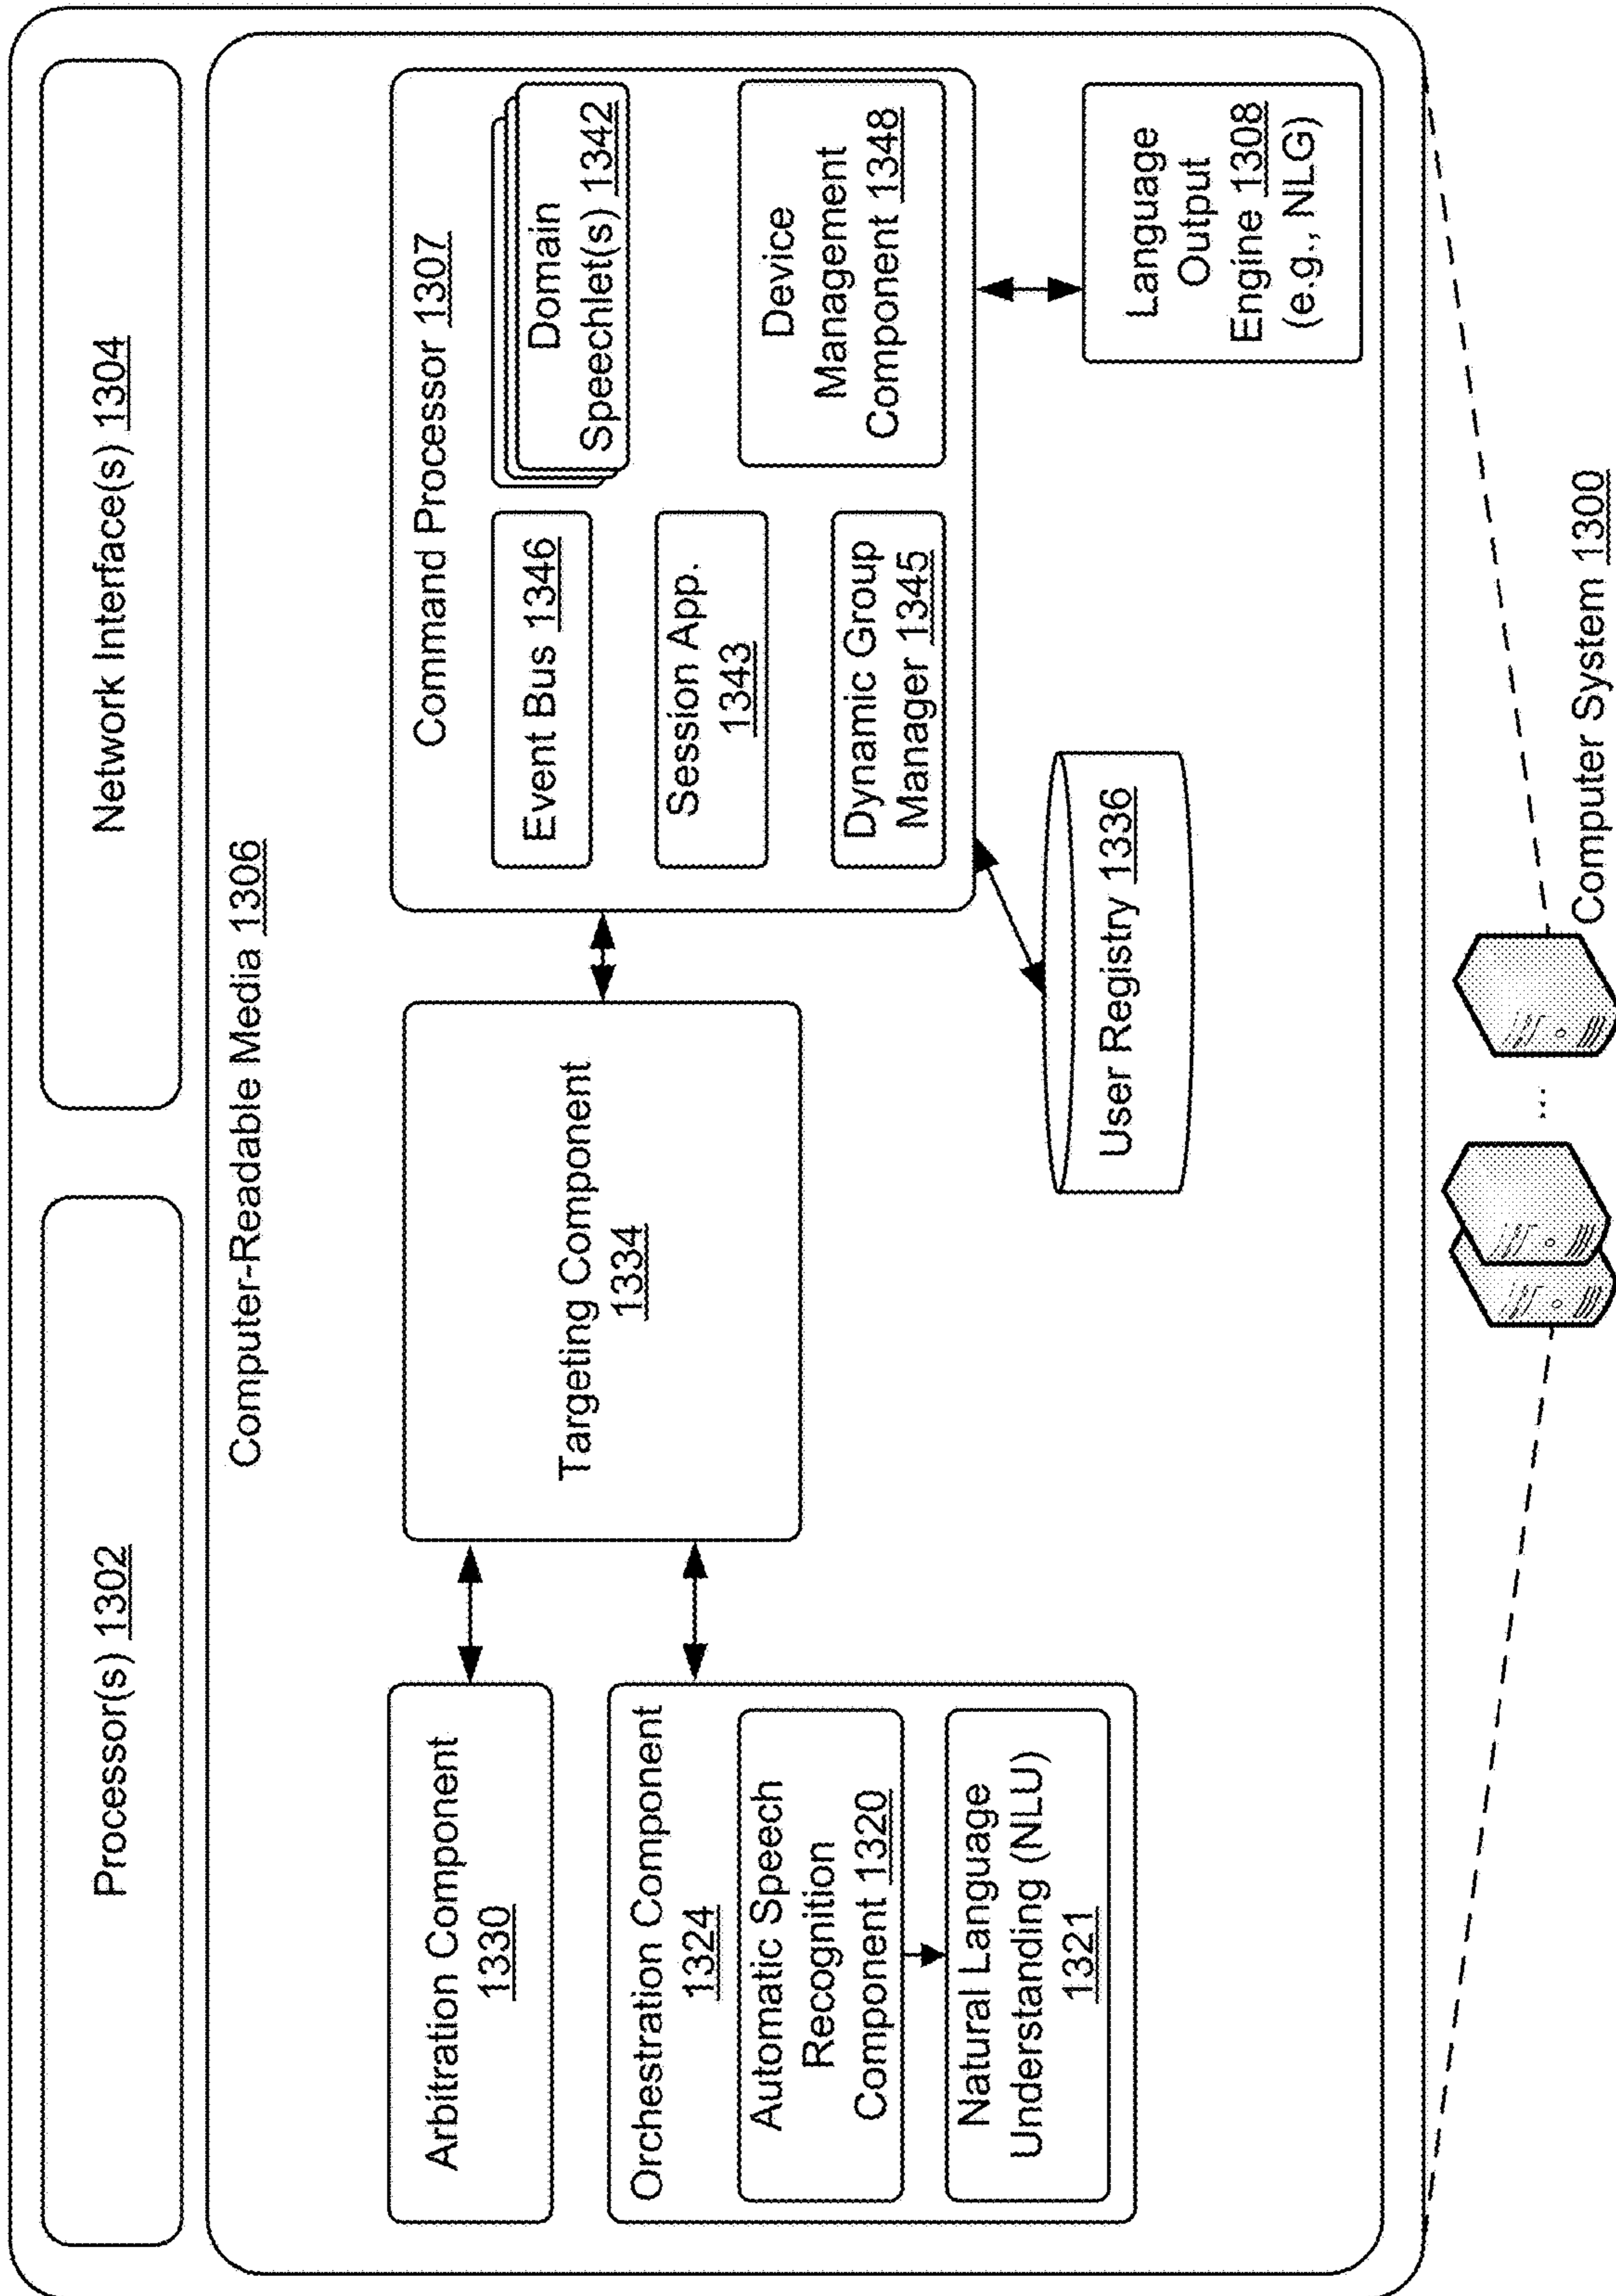 Processor(s) 1302
Network Interface(s) 1304
Computer-Readable Media 1306
Arbitration Component
1330
Orchestration Component
1324
Automatic Speech
Recognition
Component 1320
Natural Language
Understanding (NLU)
1321
Targeting Component
1334
Command Processor 1307
Event Bus 1346
Domain
Speechlet(s) 1342
Session App.
1343
Dynamic Group
Manager 1345
Device
Management
Component 1348
User Registry 1336
Language
Output
Engine 1308
(e.g., NLG)
...
Computer System 1300